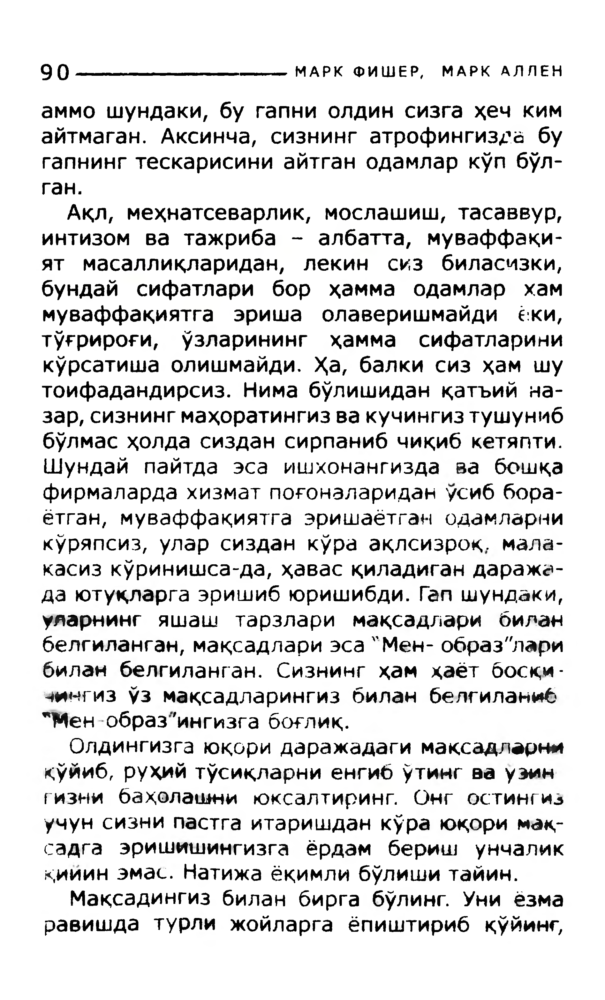 90 МАРК ФИШЕР, МАРК АЛЛЕН
аммо шундаки, бу гапни олдин сизга ҳеч ким
айтмаган. Аксинча, сизнинг атрофингизда бу
гапнинг тескарисини айтган одамлар кўп бўл-
ган.
Ақл, меҳнатсеварлик, мослашиш, тасаввур,
интизом ва тажриба – албатта, муваффақи-
ят масаллиқларидан, лекин сиз биласизки,
бундай сифатлари бор ҳамма одамлар хам
муваффақиятга эриша олаверишмайди ёки,
тўғрироғи, ўзларининг ҳамма сифатларини
кўрсатиша олишмайди. Ҳа, балки сиз ҳам шу
тоифадандирсиз. Нима бўлишидан қатъий на-
зар, сизнинг маҳоратингиз ва кучингиз тушуниб
бўлмас ҳолда сиздан сирпаниб чиқиб кетяпти.
Шундай пайтда эса ишхонангизда ва бошқа
фирмаларда хизмат поғоналаридан ўсиб бора-
ётган, муваффақиятга эришаётган одамларни
кўряпсиз, улар сиздан кўра ақлсизроқ, мала-
касиз кўринишса-да, ҳавас қиладиган даража-
да ютуқларга эришиб юришибди. Гап шундаки,
уларнинг яшаш тарзлари мақсадлари билан
белгиланган, мақсадлари эса "Мен- образ"лари
билан белгиланган. Сизнинг ҳам ҳаёт босқи-
чингиз ўз мақсадларингиз билан белгиланиб
"Мен-образ"ингизга боғлиқ.
Олдингизга юқори даражадаги мақсадларни
қўйиб, руҳий тўсиқларни енгиб ўтинг ва ўзин
гизни баҳолашни юксалтиринг. Онг остингиз
учун сизни пастга итаришдан кўра юқори мақ-
садга эришишингизга ёрдам бериш унчалик
қийин эмас. Натижа ёқимли бўлиши тайин.
Мақсадингиз билан бирга бўлинг. Уни ёзма
равишда турли жойларга ёпиштириб қўйинг,